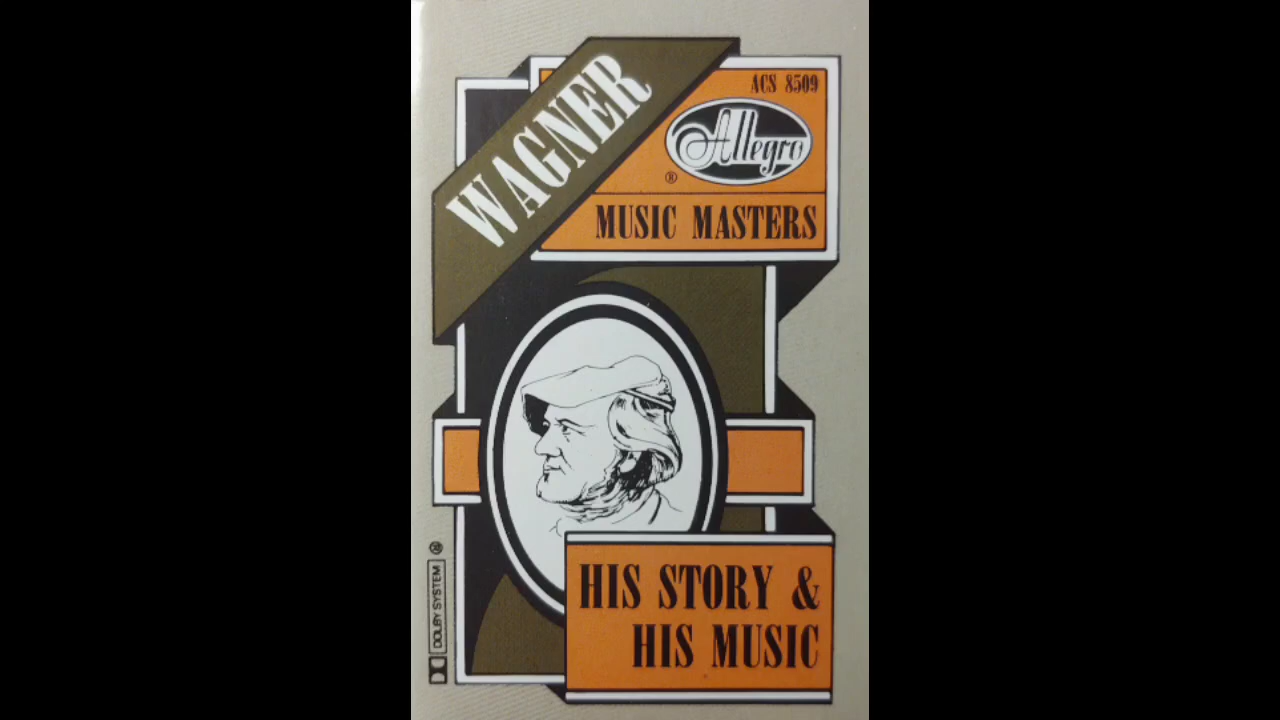 WAGNER
ACS 8509
Allegro
®
MUSIC MASTERS
HIS STORY &
HIS MUSIC
DOLBY SYSTEM ®